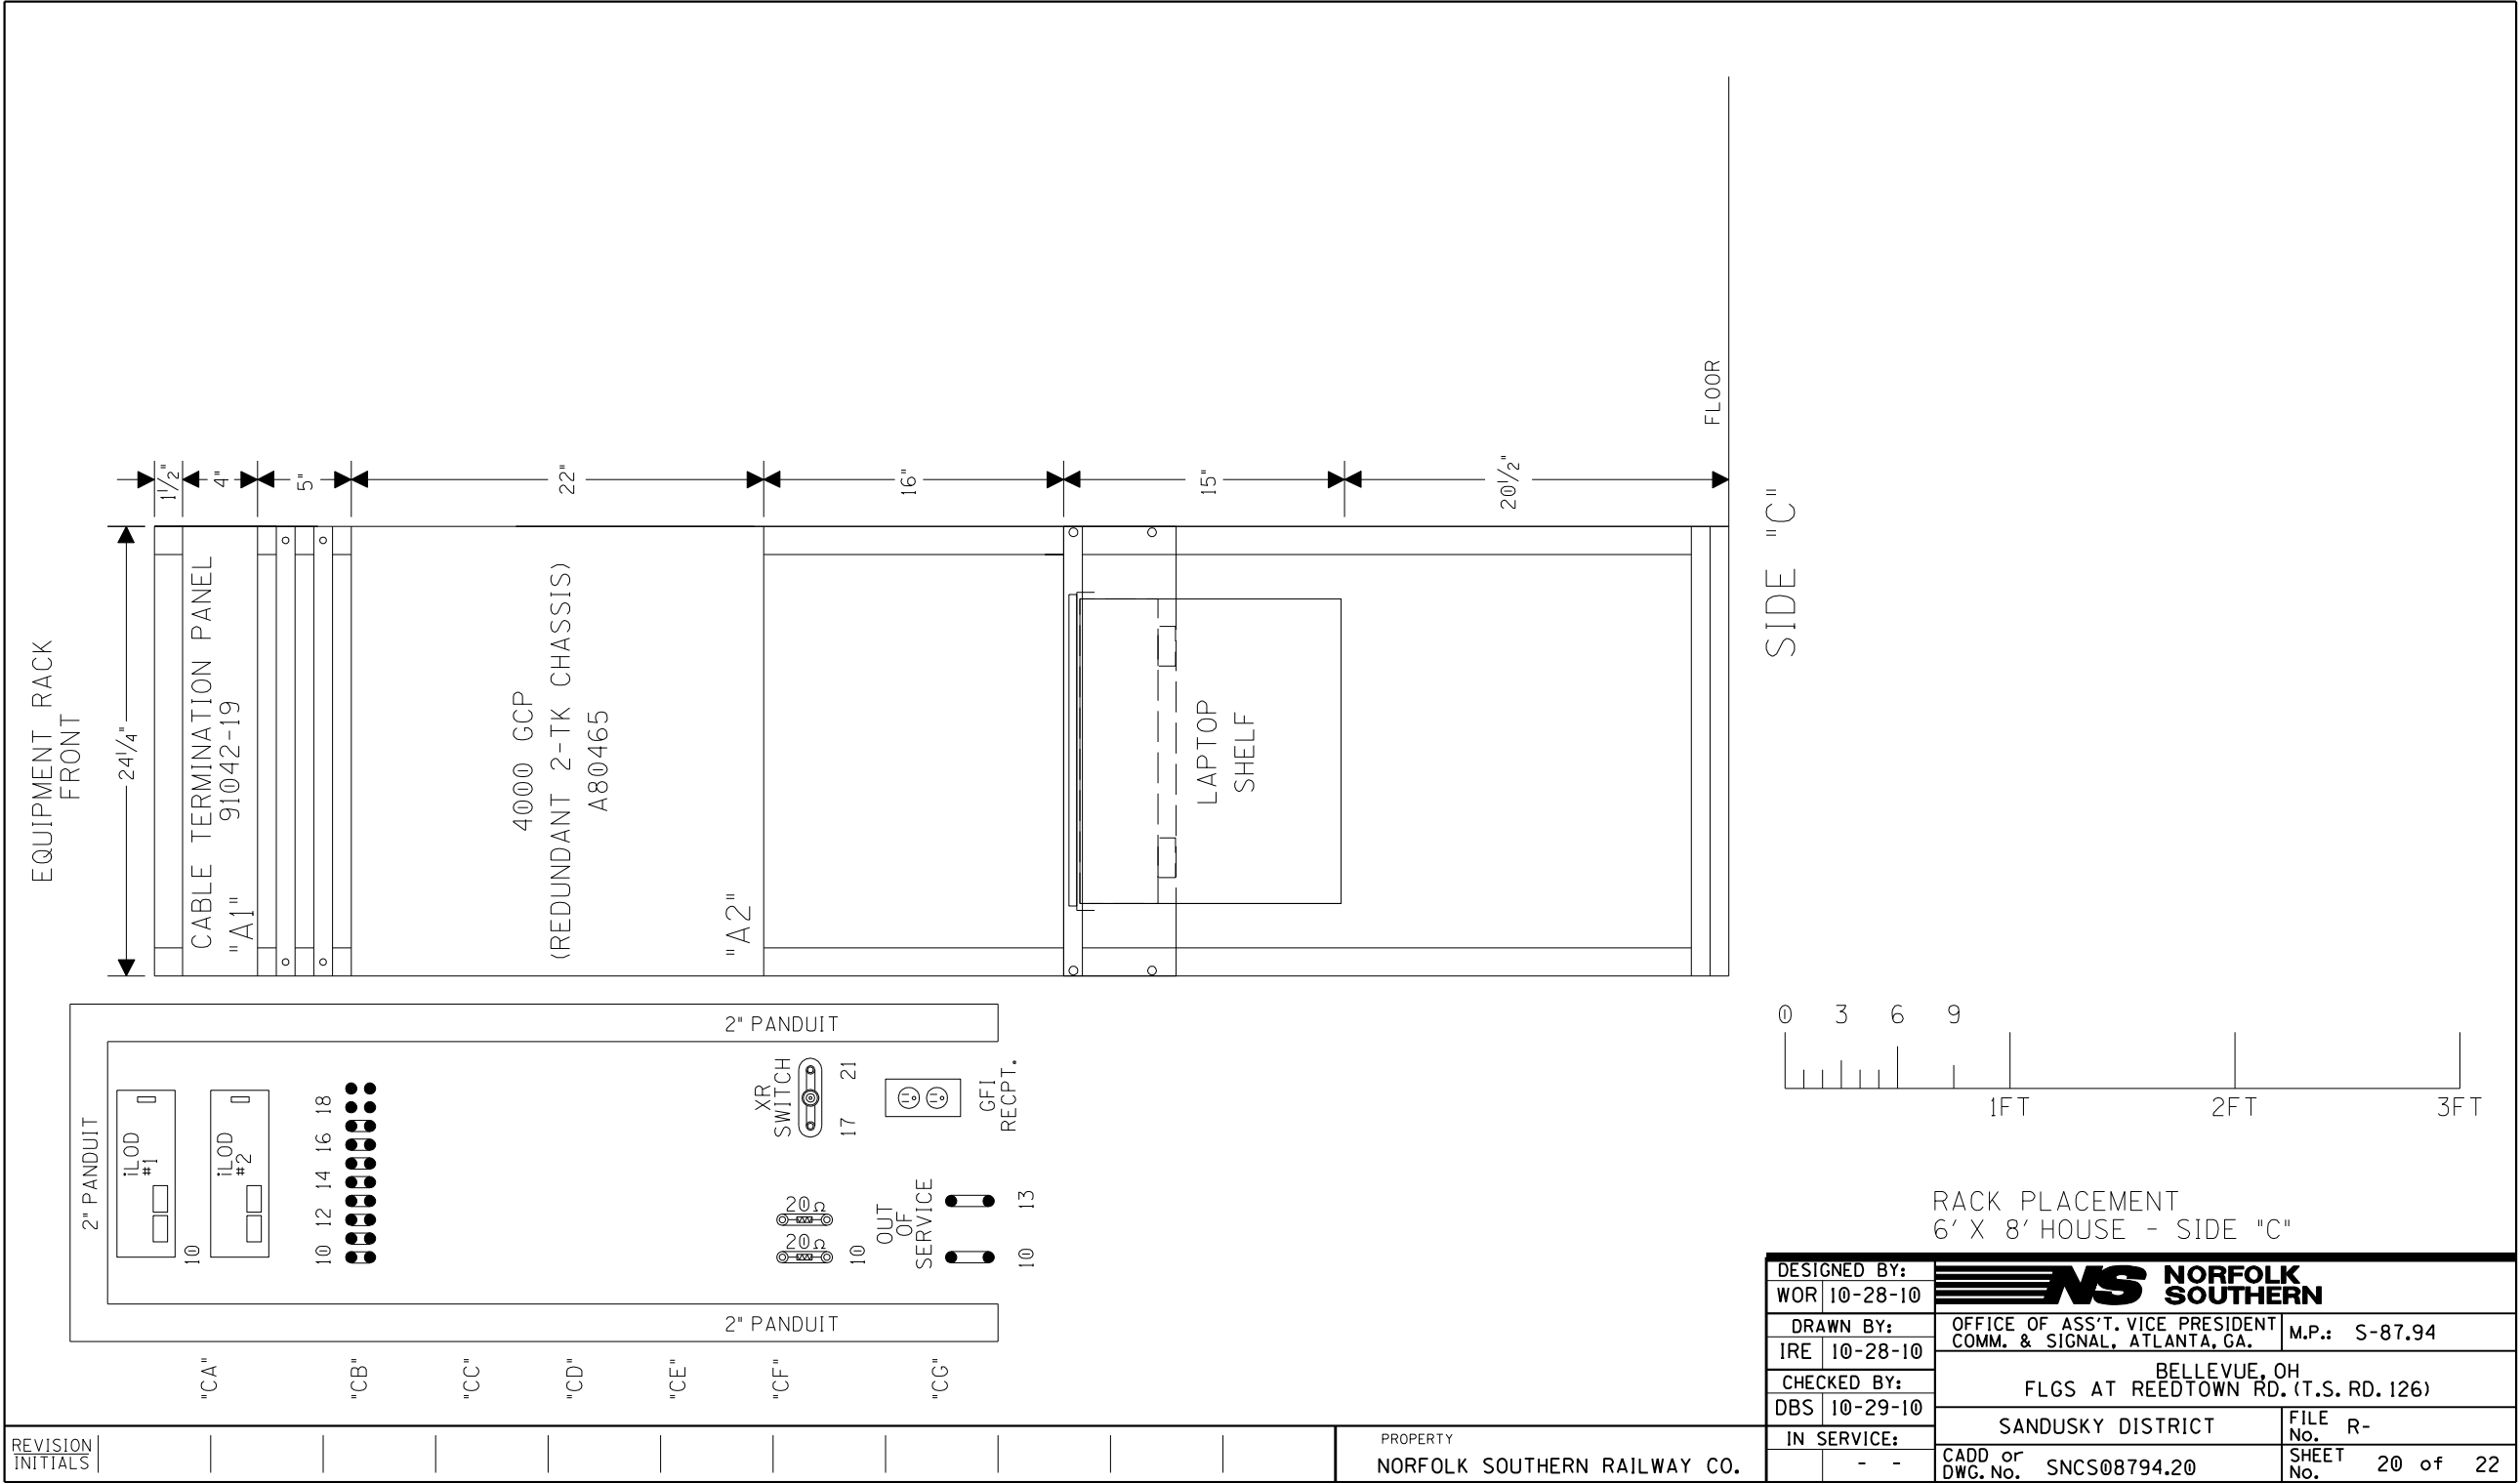 EQUIPMENT RACK
FRONT
24 1/4"
1 1/2"
4"
5"
22"
16"
15"
20 1/2"
FLOOR
SIDE "C"
CABLE TERMINATION PANEL
91042-19
"A1"
4000 GCP
(REDUNDANT 2-TK CHASSIS)
A80465
"A2"
LAPTOP
SHELF
2" PANDUIT
2" PANDUIT
2" PANDUIT
iLOD
#1
10
iLOD
#2
10 12 14 16 18
XR
SWITCH
17 21
20Ω
20Ω
10
GFI
RECPT.
OUT
OF
SERVICE
10 13
"CA"
"CB"
"CC"
"CD"
"CE"
"CF"
"CG"
0 3 6 9
1FT 2FT 3FT
RACK PLACEMENT
6' X 8' HOUSE - SIDE "C"
DESIGNED BY:
WOR 10-28-10
DRAWN BY:
IRE 10-28-10
CHECKED BY:
DBS 10-29-10
IN SERVICE:
- -
NS NORFOLK
SOUTHERN
OFFICE OF ASS'T. VICE PRESIDENT
COMM. & SIGNAL, ATLANTA, GA.
M.P.: S-87.94
BELLEVUE, OH
FLGS AT REEDTOWN RD. (T.S. RD. 126)
SANDUSKY DISTRICT
FILE
No. R-
CADD or
DWG. No. SNCS08794.20
SHEET
No. 20 of 22
REVISION
INITIALS
PROPERTY
NORFOLK SOUTHERN RAILWAY CO.